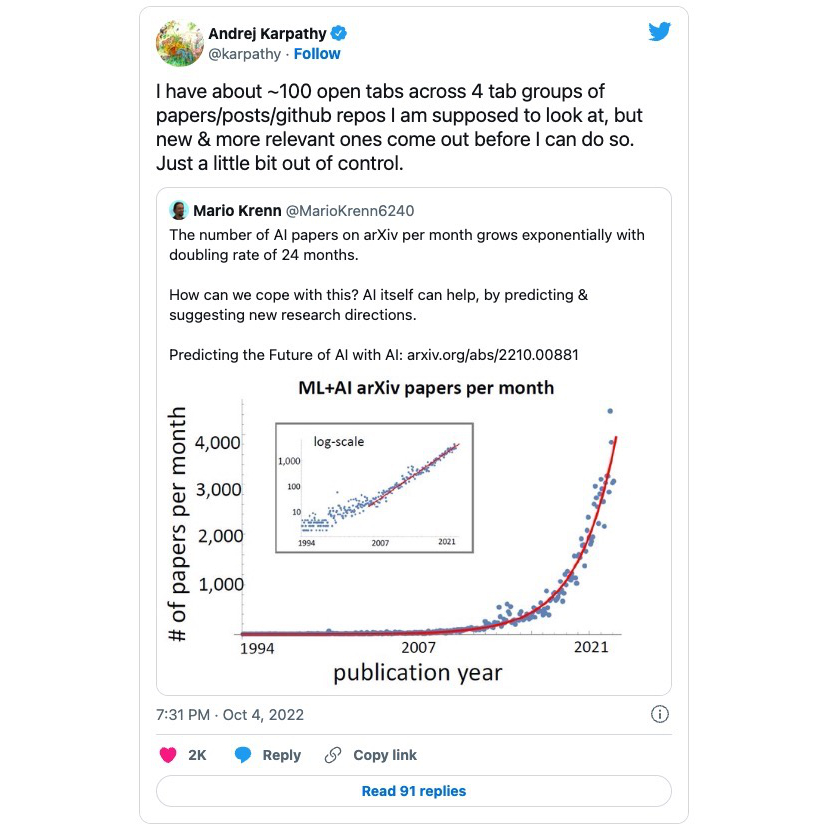 Andrej Karpathy
@karpathy · Follow
I have about ~100 open tabs across 4 tab groups of
papers/posts/github repos I am supposed to look at, but
new & more relevant ones come out before I can do so.
Just a little bit out of control.
Mario Krenn @MarioKrenn6240
The number of AI papers on arXiv per month grows exponentially with
doubling rate of 24 months.
How can we cope with this? AI itself can help, by predicting &
suggesting new research directions.
Predicting the Future of AI with AI: arxiv.org/abs/2210.00881
ML+AI arXiv papers per month
# of papers per month
4,000
3,000
2,000
1,000
log-scale
1,000
100
10
1994
2007
2021
1994
2007
2021
publication year
7:31 PM · Oct 4, 2022
2K Reply Copy link
Read 91 replies